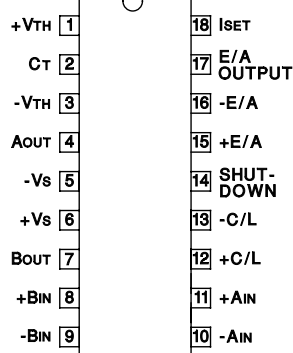 +VTH 1 18 ISET
CT 2 17 E/A OUTPUT
-VTH 3 16 -E/A
AOUT 4 15 +E/A
-VS 5 14 SHUT-DOWN
+VS 6 13 -C/L
BOUT 7 12 +C/L
+BIN 8 11 +AIN
-BIN 9 10 -AIN